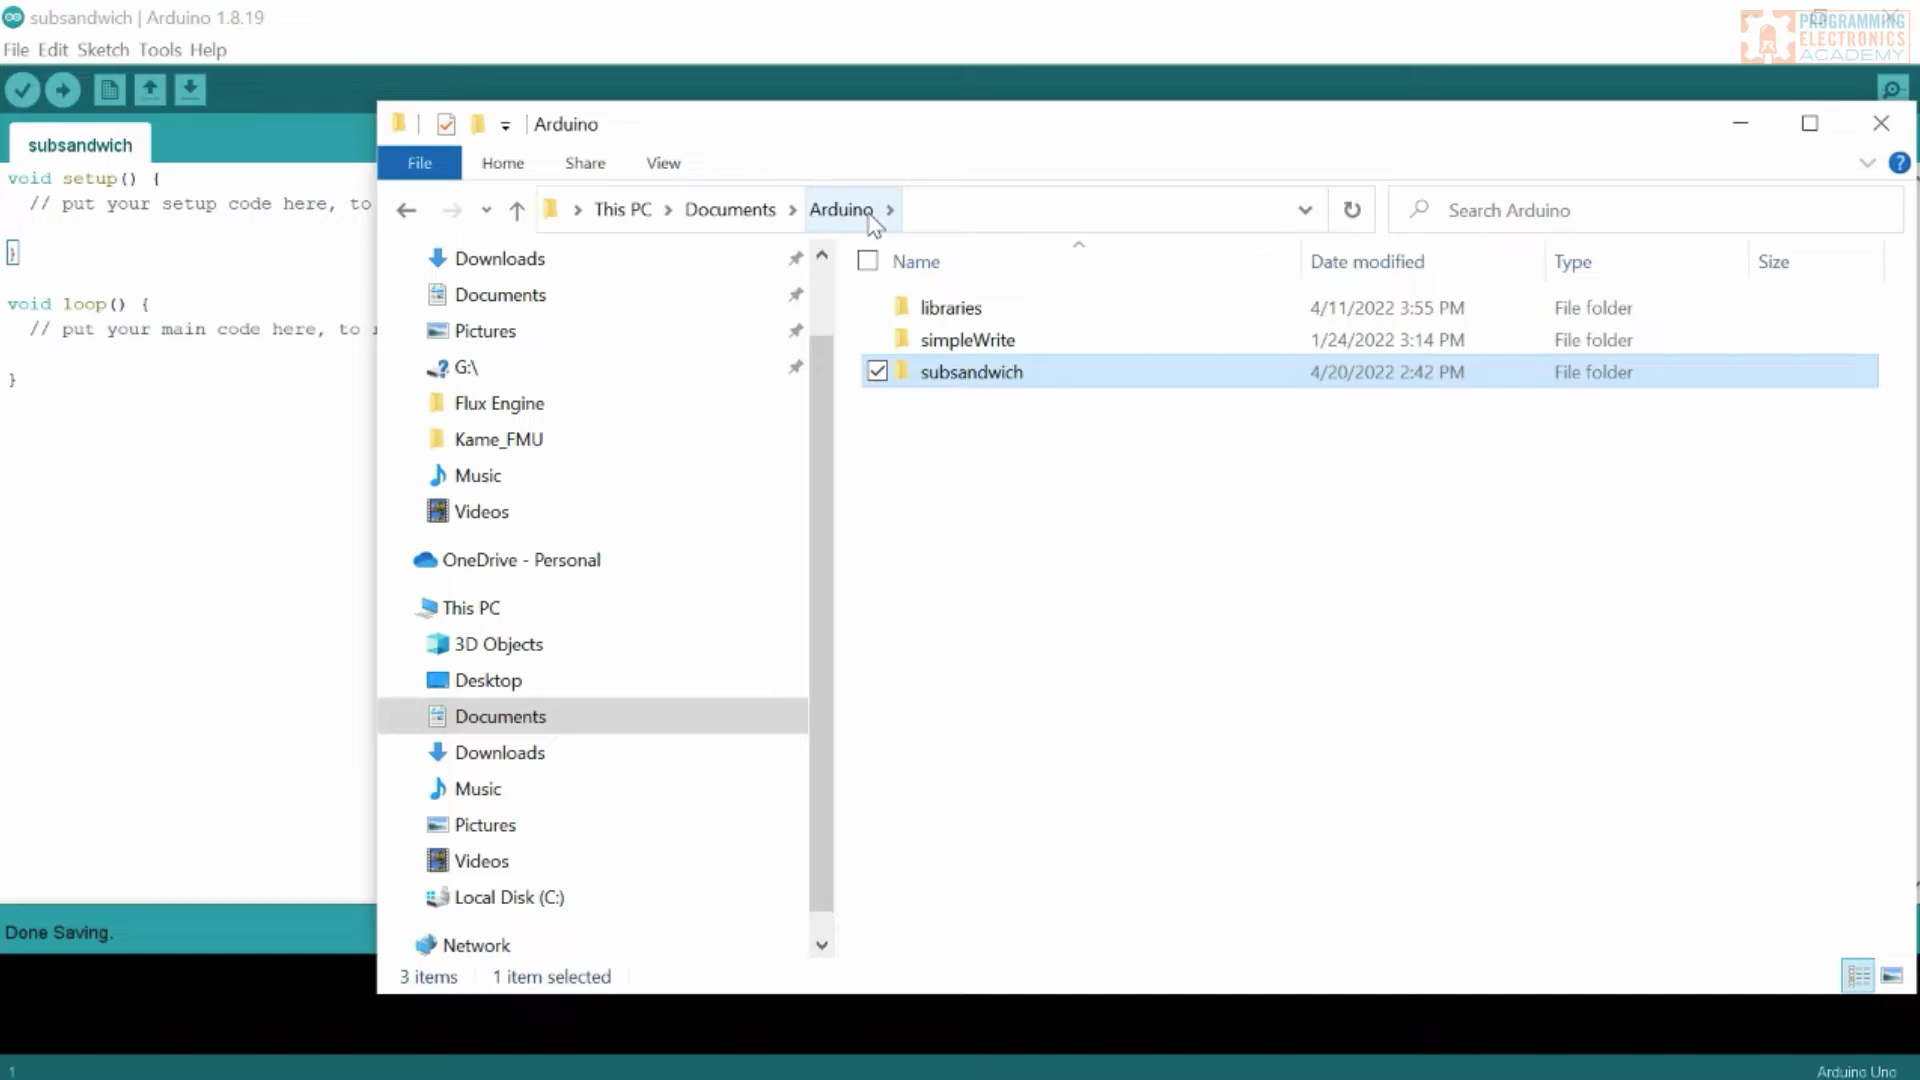 subsandwich | Arduino 1.8.19
PROGRAMMING
ELECTRONICS
ACADEMY
File Edit Sketch Tools Help
subsandwich
void setup() {
// put your setup code here, to
}
void loop() {
// put your main code here, to
}
Done Saving.
1
Arduino Uno
Arduino
File Home Share View
This PC > Documents > Arduino >
Search Arduino
Downloads
Documents
Pictures
G:\
Flux Engine
Kame_FMU
Music
Videos
OneDrive - Personal
This PC
3D Objects
Desktop
Documents
Downloads
Music
Pictures
Videos
Local Disk (C:)
Network
Name Date modified Type Size
libraries 4/11/2022 3:55 PM File folder
simpleWrite 1/24/2022 3:14 PM File folder
subsandwich 4/20/2022 2:42 PM File folder
3 items 1 item selected